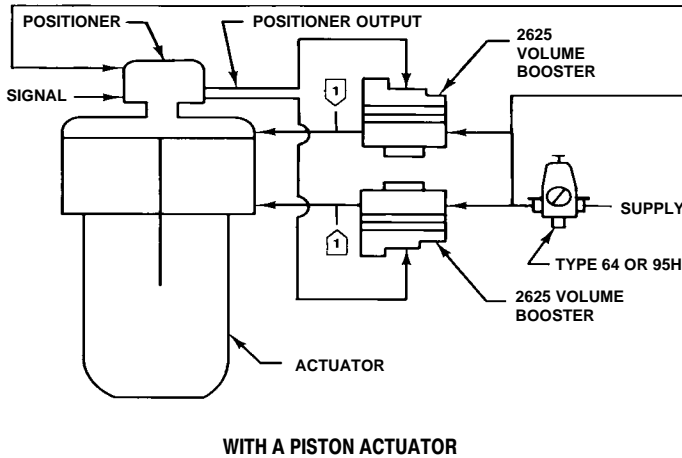 POSITIONER
POSITIONER OUTPUT
2625
VOLUME
BOOSTER
SIGNAL
1
1
SUPPLY
TYPE 64 OR 95H
2625 VOLUME
BOOSTER
ACTUATOR
WITH A PISTON ACTUATOR